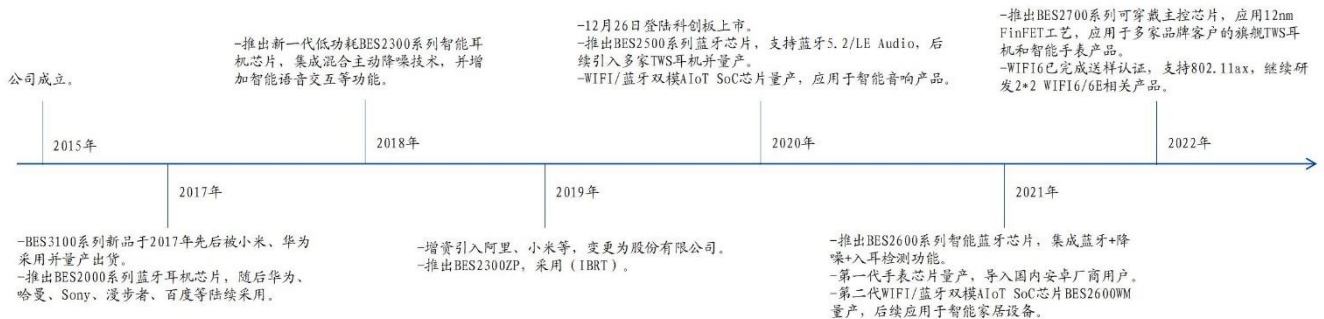 公司成立。
2015年
-BES3100系列新品于2017年先后被小米、华为
采用并量产出货。
-推出BES2000系列蓝牙耳机芯片，随后华为、
哈曼、Sony、漫步者、百度等陆续采用。
2017年
-推出新一代低功耗BES2300系列智能耳
机芯片，集成混合主动降噪技术，并增
加智能语音交互等功能。
2018年
2019年
-增资引入阿里、小米等，变更为股份有限公司。
-推出BES2300ZP，采用（IBRT）。
-12月26日登陆科创板上市。
-推出BES2500系列蓝牙芯片，支持蓝牙5.2/LE Audio，后
续引入多家TWS耳机并量产。
-WIFI/蓝牙双模AIoT SoC芯片量产，应用于智能音响产品。
2020年
2021年
-推出BES2600系列智能蓝牙芯片，集成蓝牙+降
噪+入耳检测功能。
-第一代手表芯片量产，导入国内安卓厂商用户。
-第二代WIFI/蓝牙双模AIoT SoC芯片BES2600WM
量产，后续应用于智能家居设备。
-推出BES2700系列可穿戴主控芯片，应用12nm
FinFET工艺，应用于多家品牌客户的旗舰TWS耳
机和智能手表产品。
-WIFI6已完成送样认证，支持802.11ax，继续研
发2*2 WIFI6/6E相关产品。
2022年